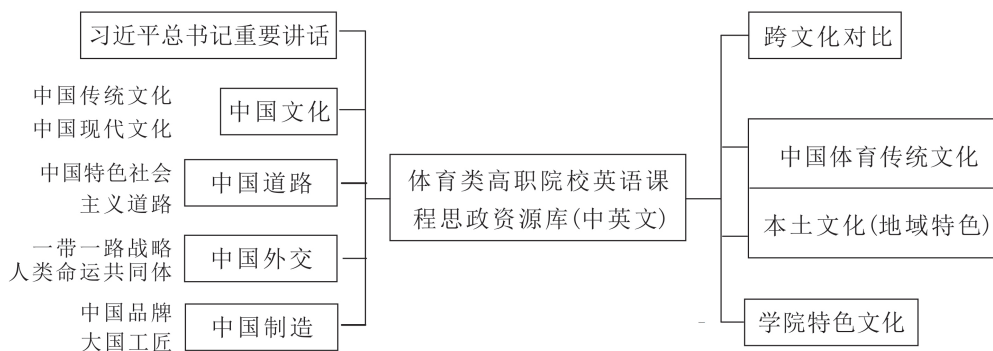 习近平总书记重要讲话
中国传统文化
中国现代文化
中国文化
中国特色社会
主义道路
中国道路
一带一路战略
人类命运共同体
中国外交
中国品牌
大国工匠
中国制造
体育类高职院校英语课
程思政资源库(中英文)
跨文化对比
中国体育传统文化
本土文化(地域特色)
学院特色文化